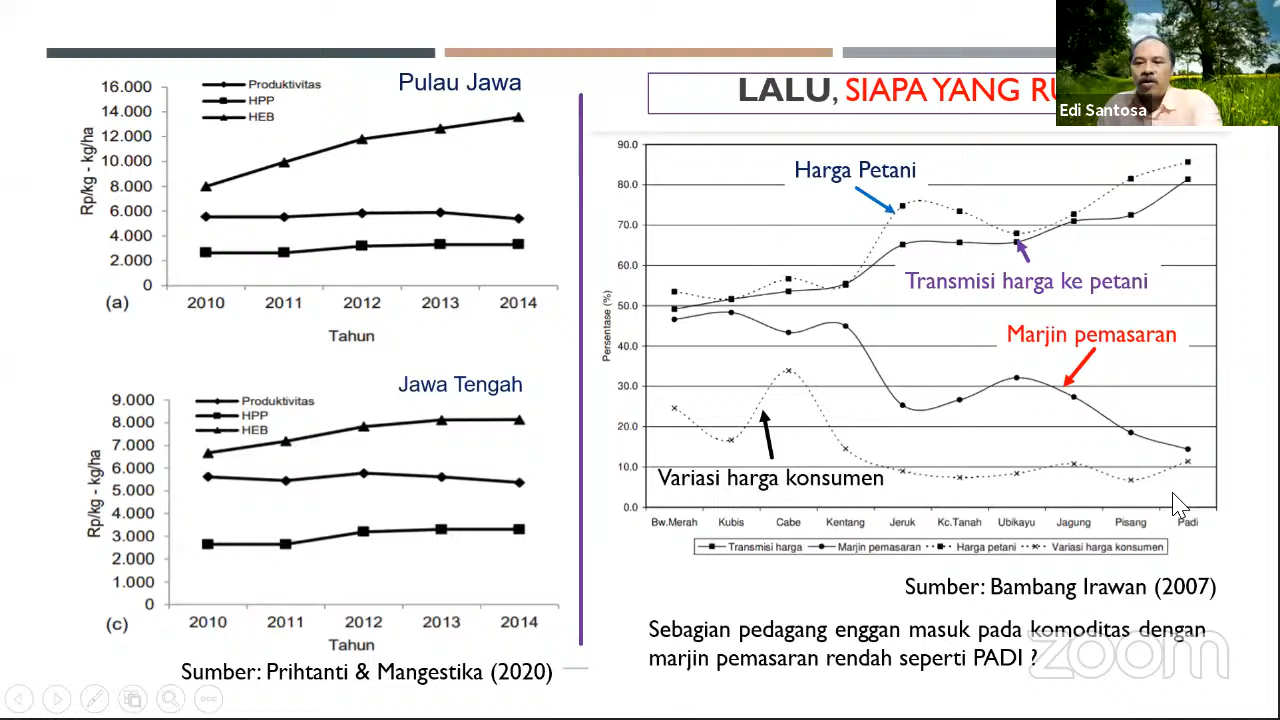 Pulau Jawa
Produktivitas
HPP
HEB
16.000
14.000
12.000
10.000
8.000
6.000
4.000
2.000
0
Rp/kg - kg/ha
(a)
2010 2011 2012 2013 2014
Tahun
Jawa Tengah
Produktivitas
HPP
HEB
9.000
8.000
7.000
6.000
5.000
4.000
3.000
2.000
1.000
0
Rp/kg - kg/ha
(c)
2010 2011 2012 2013 2014
Tahun
Sumber: Prihtanti & Mangestika (2020)
LALU, SIAPA YANG
Edi Santosa
90.0
80.0
70.0
60.0
50.0
40.0
30.0
20.0
10.0
0.0
Persentase (%)
Harga Petani
Transmisi harga ke petani
Marjin pemasaran
Variasi harga konsumen
Bw.Merah Kubis Cabe Kentang Jeruk Kc.Tanah Ubikayu Jagung Pisang Padi
Transmisi harga Marjin pemasaran Harga petani Variasi harga konsumen
Sumber: Bambang Irawan (2007)
Sebagian pedagang enggan masuk pada komoditas dengan
marjin pemasaran rendah seperti PADI ?
zoom